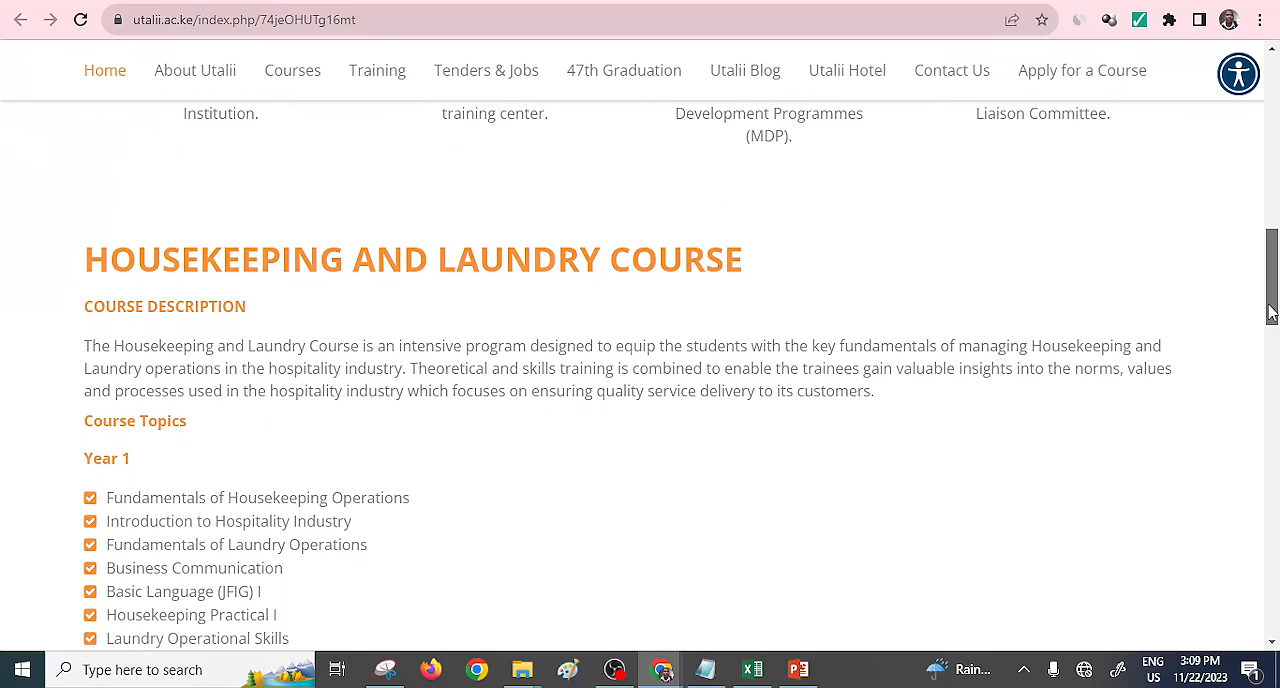 utalii.ac.ke/index.php/74jeOHUTg16mt
Home About Utalii Courses Training Tenders & Jobs 47th Graduation Utalii Blog Utalii Hotel Contact Us Apply for a Course
Institution. training center. Development Programmes Liaison Committee.
(MDP).
HOUSEKEEPING AND LAUNDRY COURSE
COURSE DESCRIPTION
The Housekeeping and Laundry Course is an intensive program designed to equip the students with the key fundamentals of managing Housekeeping and
Laundry operations in the hospitality industry. Theoretical and skills training is combined to enable the trainees gain valuable insights into the norms, values
and processes used in the hospitality industry which focuses on ensuring quality service delivery to its customers.
Course Topics
Year 1
Fundamentals of Housekeeping Operations
Introduction to Hospitality Industry
Fundamentals of Laundry Operations
Business Communication
Basic Language (JFIG) I
Housekeeping Practical I
Laundry Operational Skills
Type here to search
Rain...
ENG
US
3:09 PM
11/22/2023